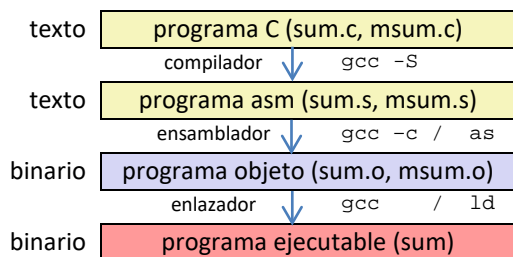 texto programa C (sum.c, msum.c)
compilador gcc -S
texto programa asm (sum.s, msum.s)
ensamblador gcc -c / as
binario programa objeto (sum.o, msum.o)
enlazador gcc / ld
binario programa ejecutable (sum)